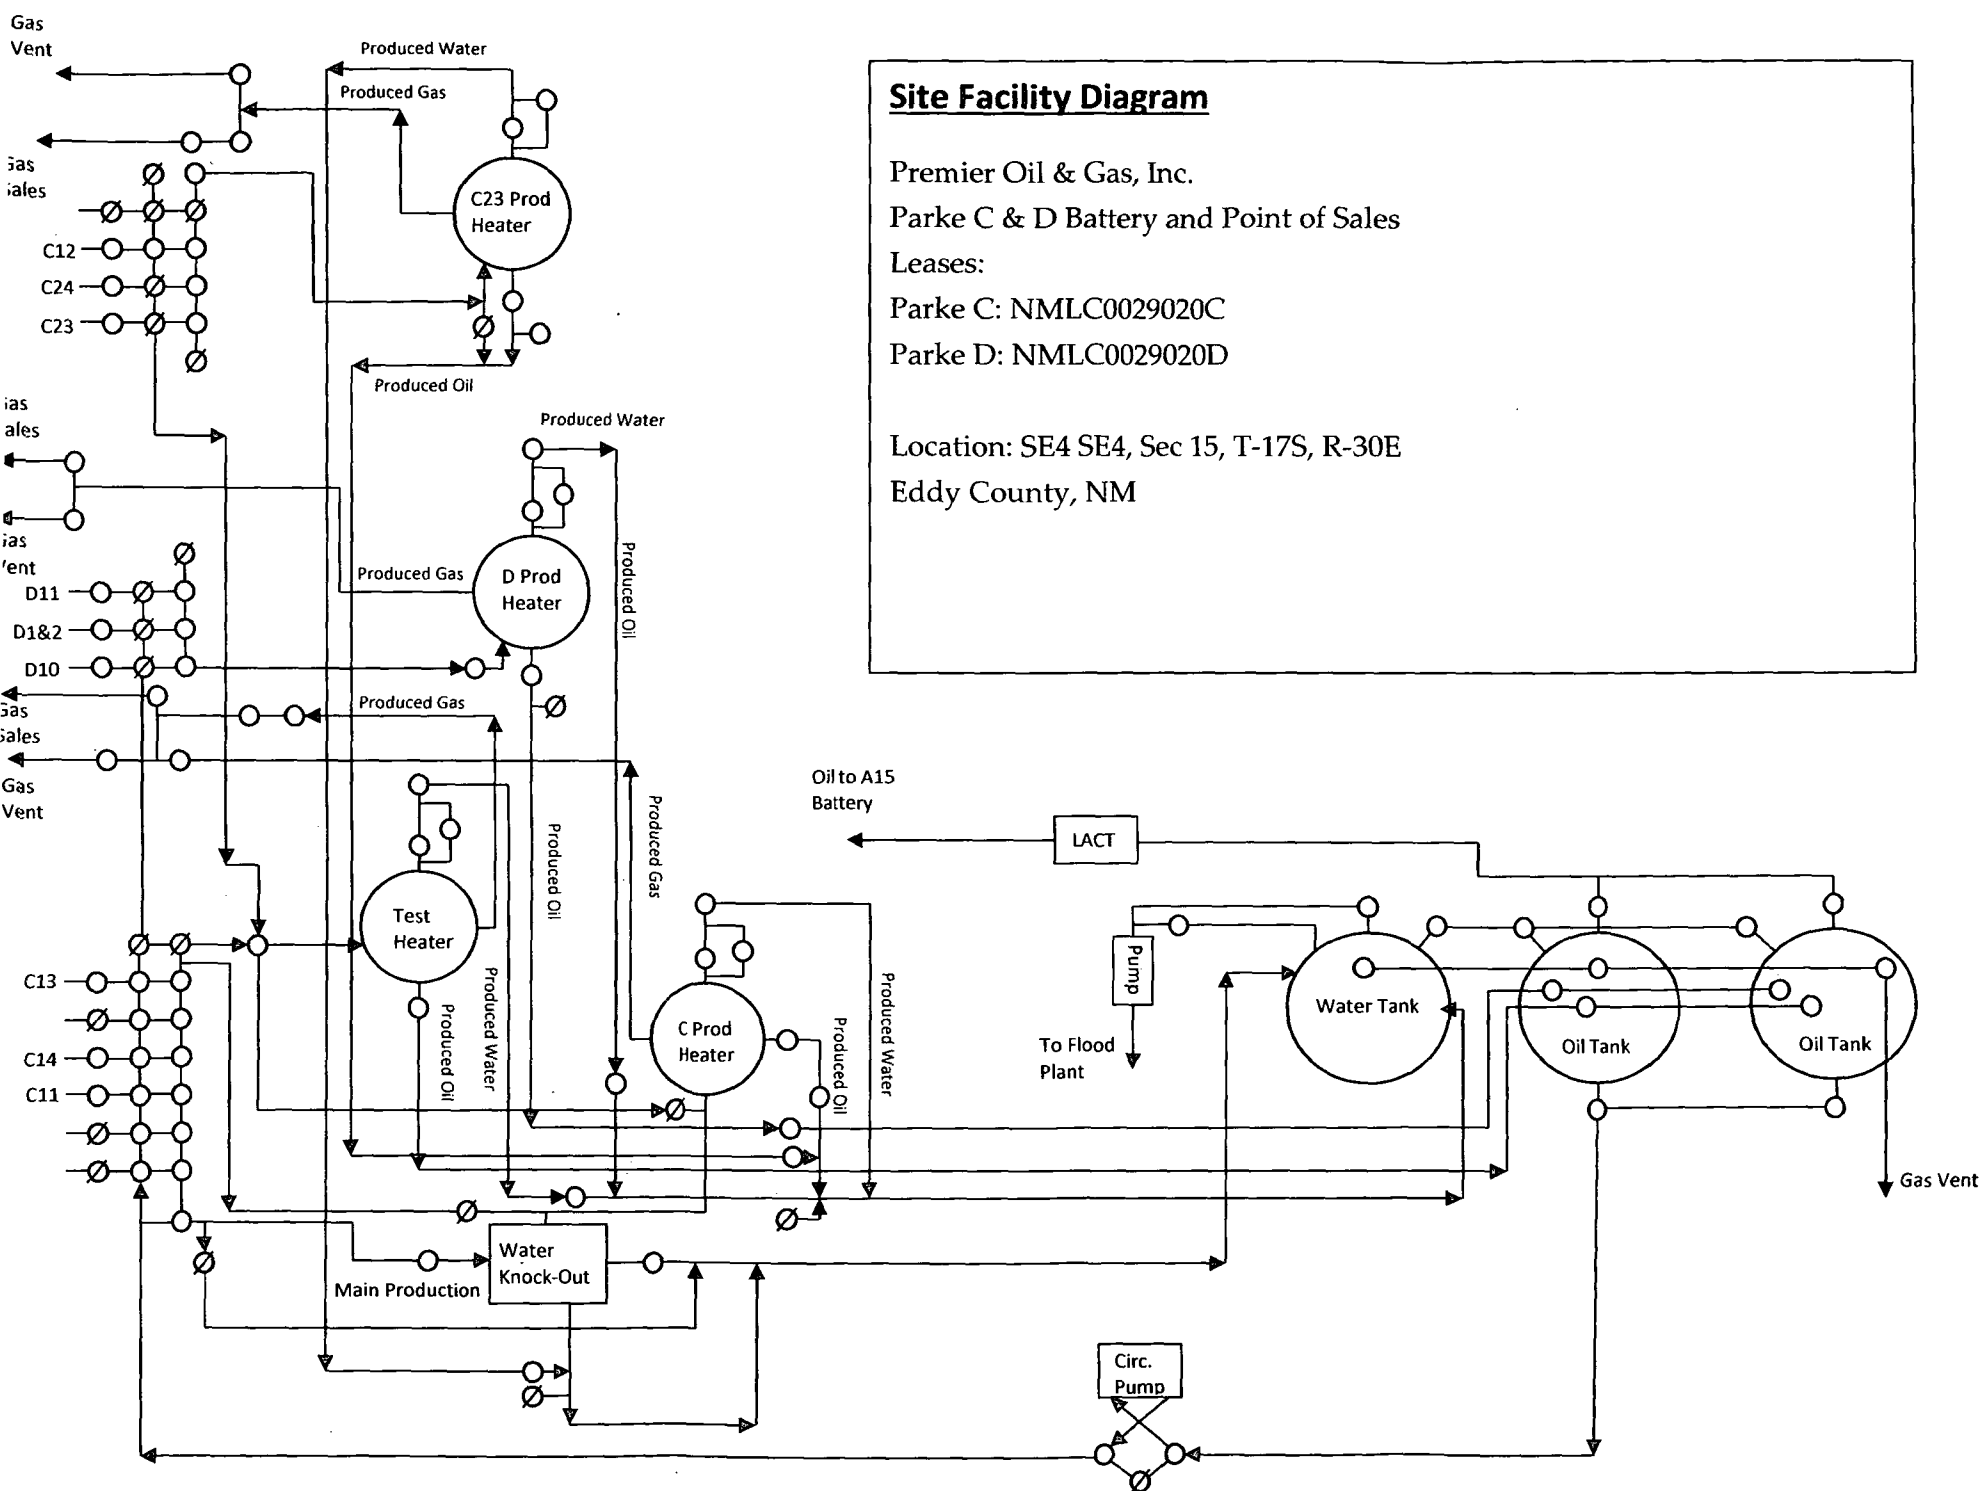 Gas
Vent
Produced Water
Produced Gas
Site Facility Diagram
Premier Oil & Gas, Inc.
Parke C & D Battery and Point of Sales
Leases:
Parke C: NMLC0029020C
Parke D: NMLC0029020D
Location: SE4 SE4, Sec 15, T-17S, R-30E
Eddy County, NM
C23 Prod
Heater
C12
C24
C23
Produced Oil
Produced Water
Produced Oil
Produced Gas
D Prod
Heater
D11
D1&2
D10
Produced Gas
Gas
Vent
Oil to A15
Battery
LACT
Produced Gas
Produced Oil
Test
Heater
Produced Water
Produced Oil
C Prod
Heater
Produced Oil
Produced Water
Pump
To Flood
Plant
Water Tank
Oil Tank
Oil Tank
Gas Vent
C13
C14
C11
Water
Knock-Out
Main Production
Circ.
Pump